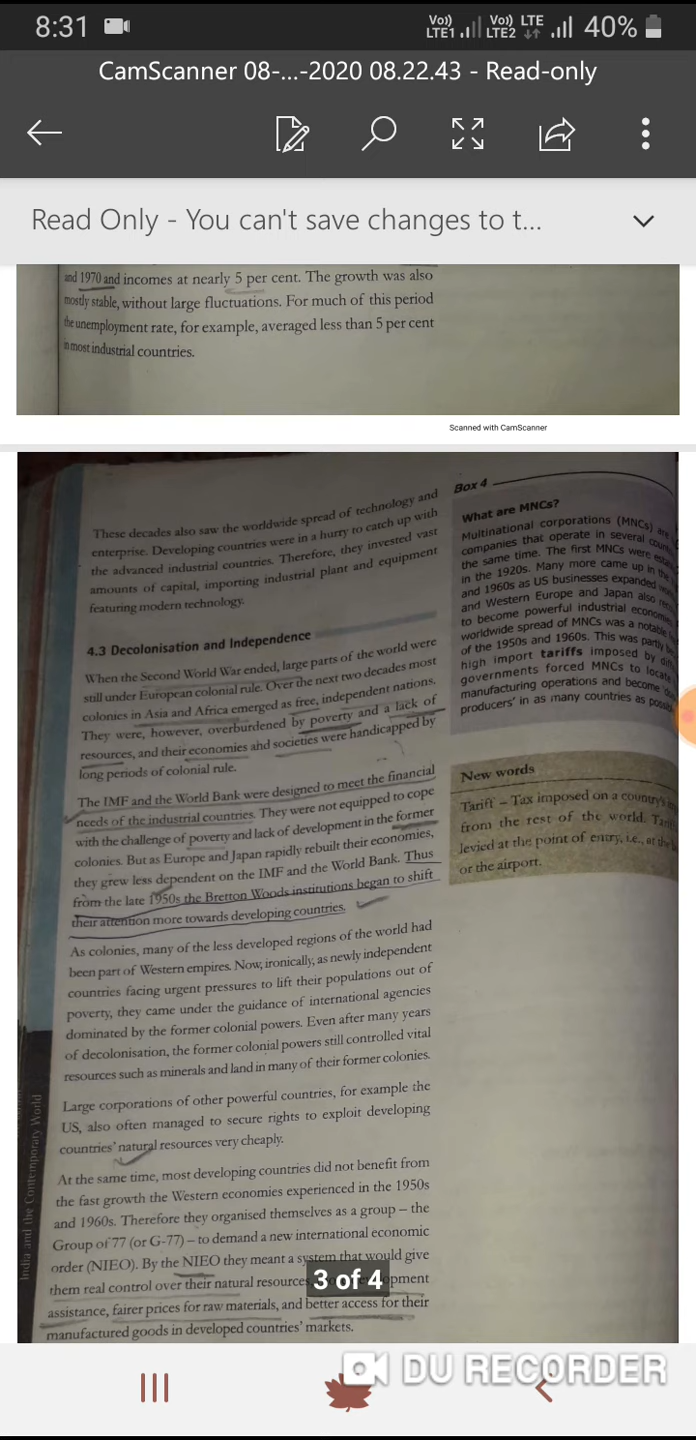 8:31
Vo)) LTE1 Vo)) LTE2 LTE 40%
CamScanner 08-...-2020 08.22.43 - Read-only
Read Only - You can't save changes to t...
and 1970 and incomes at nearly 5 per cent. The growth was also
mostly stable, without large fluctuations. For much of this period
the unemployment rate, for example, averaged less than 5 per cent
in most industrial countries.
Scanned with CamScanner
These decades also saw the worldwide spread of technology and
enterprise. Developing countries were in a hurry to catch up with
the advanced industrial countries. Therefore, they invested vast
amounts of capital, importing industrial plant and equipment
featuring modern technology.
4.3 Decolonisation and Independence
When the Second World War ended, large parts of the world were
still under European colonial rule. Over the next two decades most
colonies in Asia and Africa emerged as free, independent nations.
They were, however, overburdened by poverty and a lack of
resources, and their economies and societies were handicapped by
long periods of colonial rule.
The IMF and the World Bank were designed to meet the financial
needs of the industrial countries. They were not equipped to cope
with the challenge of poverty and lack of development in the former
colonies. But as Europe and Japan rapidly rebuilt their economies,
they grew less dependent on the IMF and the World Bank. Thus
from the late 1950s the Bretton Woods institutions began to shift
their attention more towards developing countries.
As colonies, many of the less developed regions of the world had
been part of Western empires. Now, ironically, as newly independent
countries facing urgent pressures to lift their populations out of
poverty, they came under the guidance of international agencies
dominated by the former colonial powers. Even after many years
of decolonisation, the former colonial powers still controlled vital
resources such as minerals and land in many of their former colonies.
Large corporations of other powerful countries, for example the
US, also often managed to secure rights to exploit developing
countries' natural resources very cheaply.
At the same time, most developing countries did not benefit from
the fast growth the Western economies experienced in the 1950s
and 1960s. Therefore they organised themselves as a group – the
Group of 77 (or G-77) – to demand a new international economic
order (NIEO). By the NIEO they meant a system that would give
them real control over their natural resources, opment
assistance, fairer prices for raw materials, and better access for their
manufactured goods in developed countries' markets.
Box 4
What are MNCs?
Multinational corporations (MNCs) are
companies that operate in several
the same time. The first MNCs were
in the 1920s. Many more came up in the
and 1960s as US businesses expanded
and Western Europe and Japan also
to become powerful industrial
worldwide spread of MNCs was a notable
of the 1950s and 1960s. This was partly
high import tariffs imposed by
governments forced MNCs to locate
manufacturing operations and become
producers' in as many countries as
New words
Tariff – Tax imposed on a country's
from the rest of the world.
levied at the point of entry, i.e., at the
or the airport.
India and the Contemporary World
3 of 4
DU RECORDER